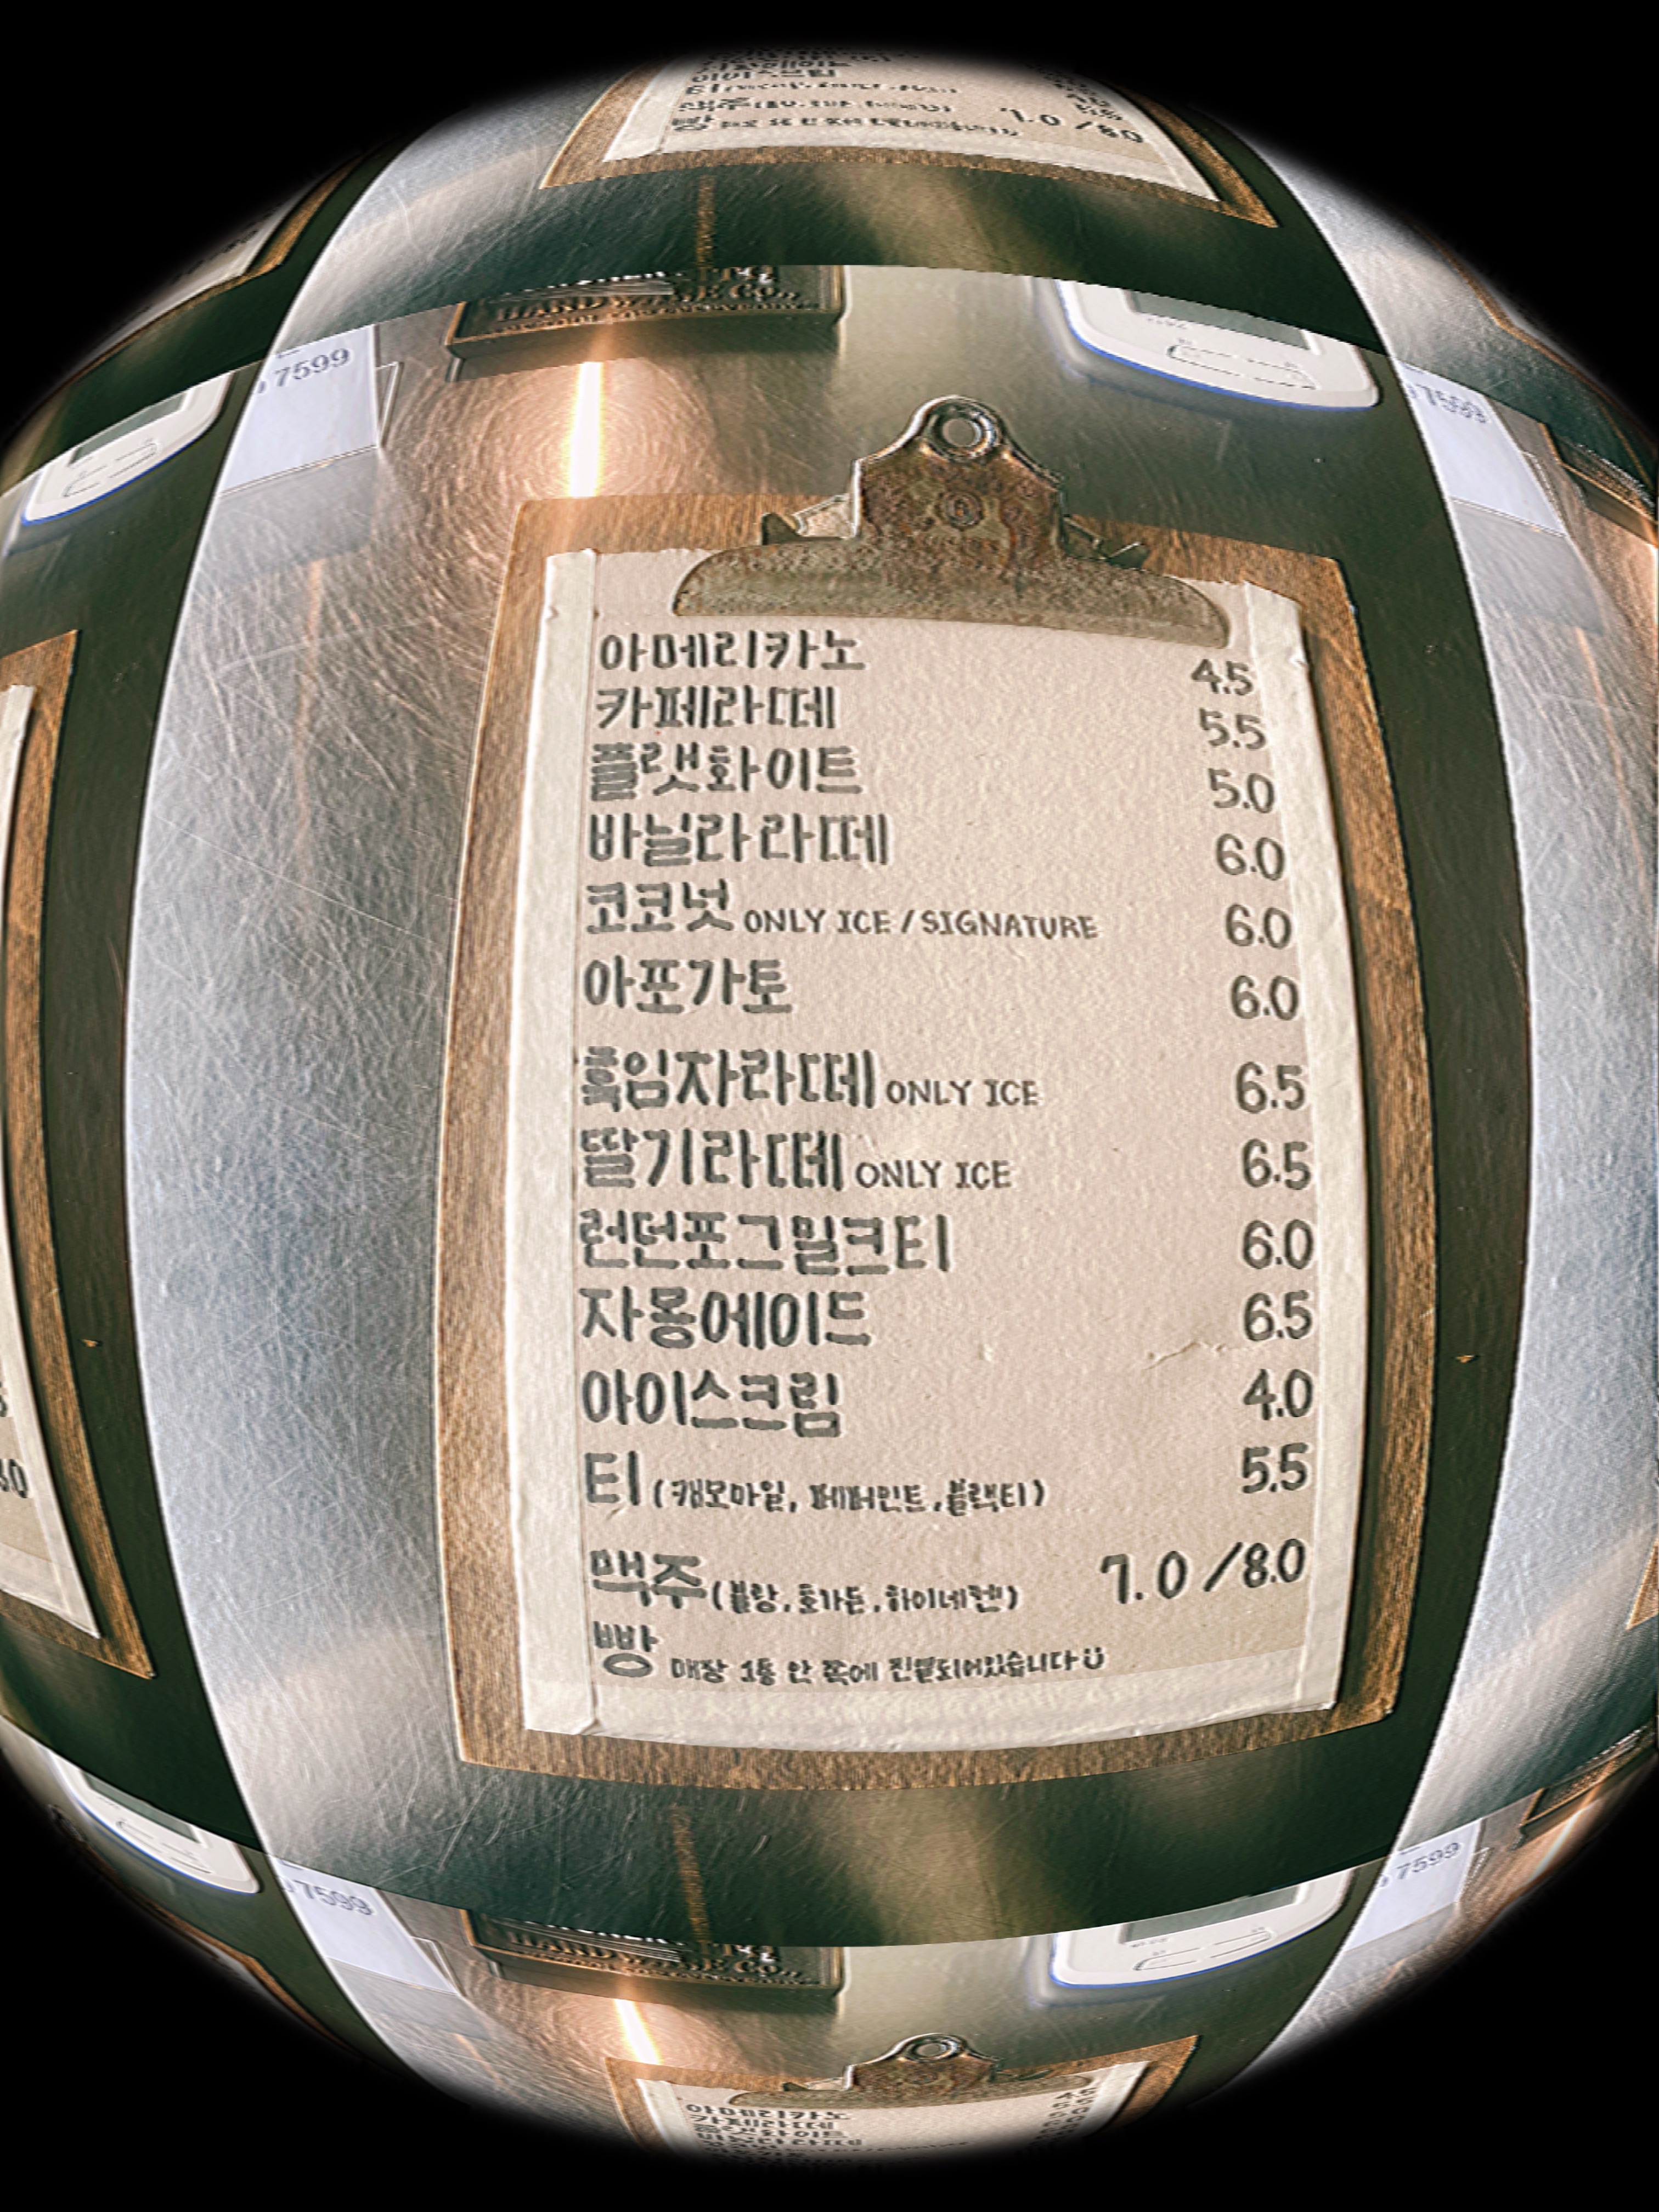 HARDWARE CO.,
7599
아메리카노 4.5
카페라떼 5.5
플랫화이트 5.0
바닐라라떼 6.0
코코넛 ONLY ICE / SIGNATURE 6.0
아포가토 6.0
흑임자라떼 ONLY ICE 6.5
딸기라떼 ONLY ICE 6.5
런던포그밀크티 6.0
자몽에이드 6.5
아이스크림 4.0
티 (캐모마일, 페퍼민트, 블랙티) 5.5
맥주 (블랑, 호가든, 하이네켄) 7.0 / 8.0
빵 매장 1층 안 쪽에 진열되어있습니다